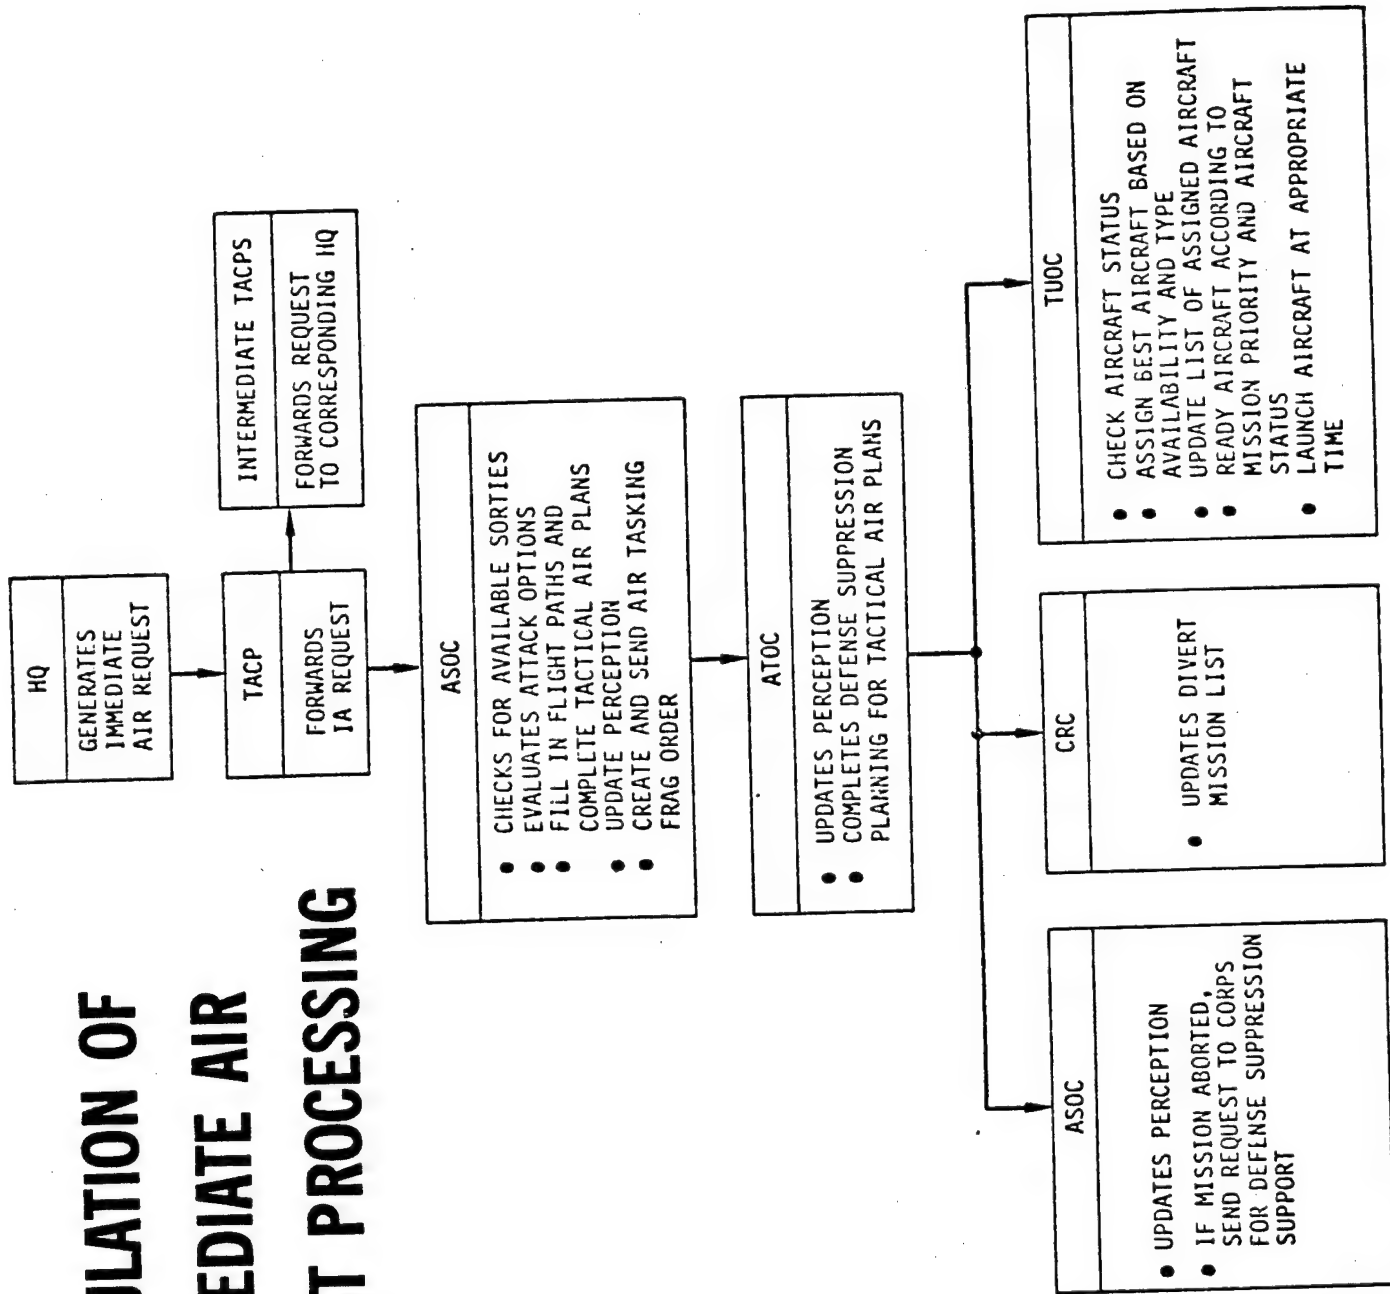 ULATION OF
EDIATE AIR
T PROCESSING
HQ
GENERATES
IMMEDIATE
AIR REQUEST
TACP
FORWARDS
IA REQUEST
INTERMEDIATE TACPS
FORWARDS REQUEST
TO CORRESPONDING HQ
ASOC
• CHECKS FOR AVAILABLE SORTIES
• EVALUATES ATTACK OPTIONS
• FILL IN FLIGHT PATHS AND
COMPLETE TACTICAL AIR PLANS
• UPDATE PERCEPTION
• CREATE AND SEND AIR TASKING
FRAG ORDER
ATOC
• UPDATES PERCEPTION
• COMPLETES DEFENSE SUPPRESSION
PLANNING FOR TACTICAL AIR PLANS
ASOC
• UPDATES PERCEPTION
• IF MISSION ABORTED,
SEND REQUEST TO CORPS
FOR DEFENSE SUPPRESSION
SUPPORT
CRC
• UPDATES DIVERT
MISSION LIST
TUOC
• CHECK AIRCRAFT STATUS
• ASSIGN BEST AIRCRAFT BASED ON
AVAILABILITY AND TYPE
• UPDATE LIST OF ASSIGNED AIRCRAFT
• READY AIRCRAFT ACCORDING TO
MISSION PRIORITY AND AIRCRAFT
STATUS
• LAUNCH AIRCRAFT AT APPROPRIATE
TIME